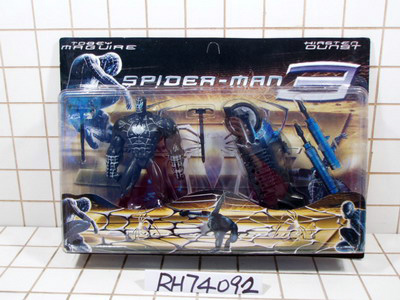 TOBEY
MAGUIRE
KIRSTEN
DUNST
SPIDER-MAN 3
RH74092